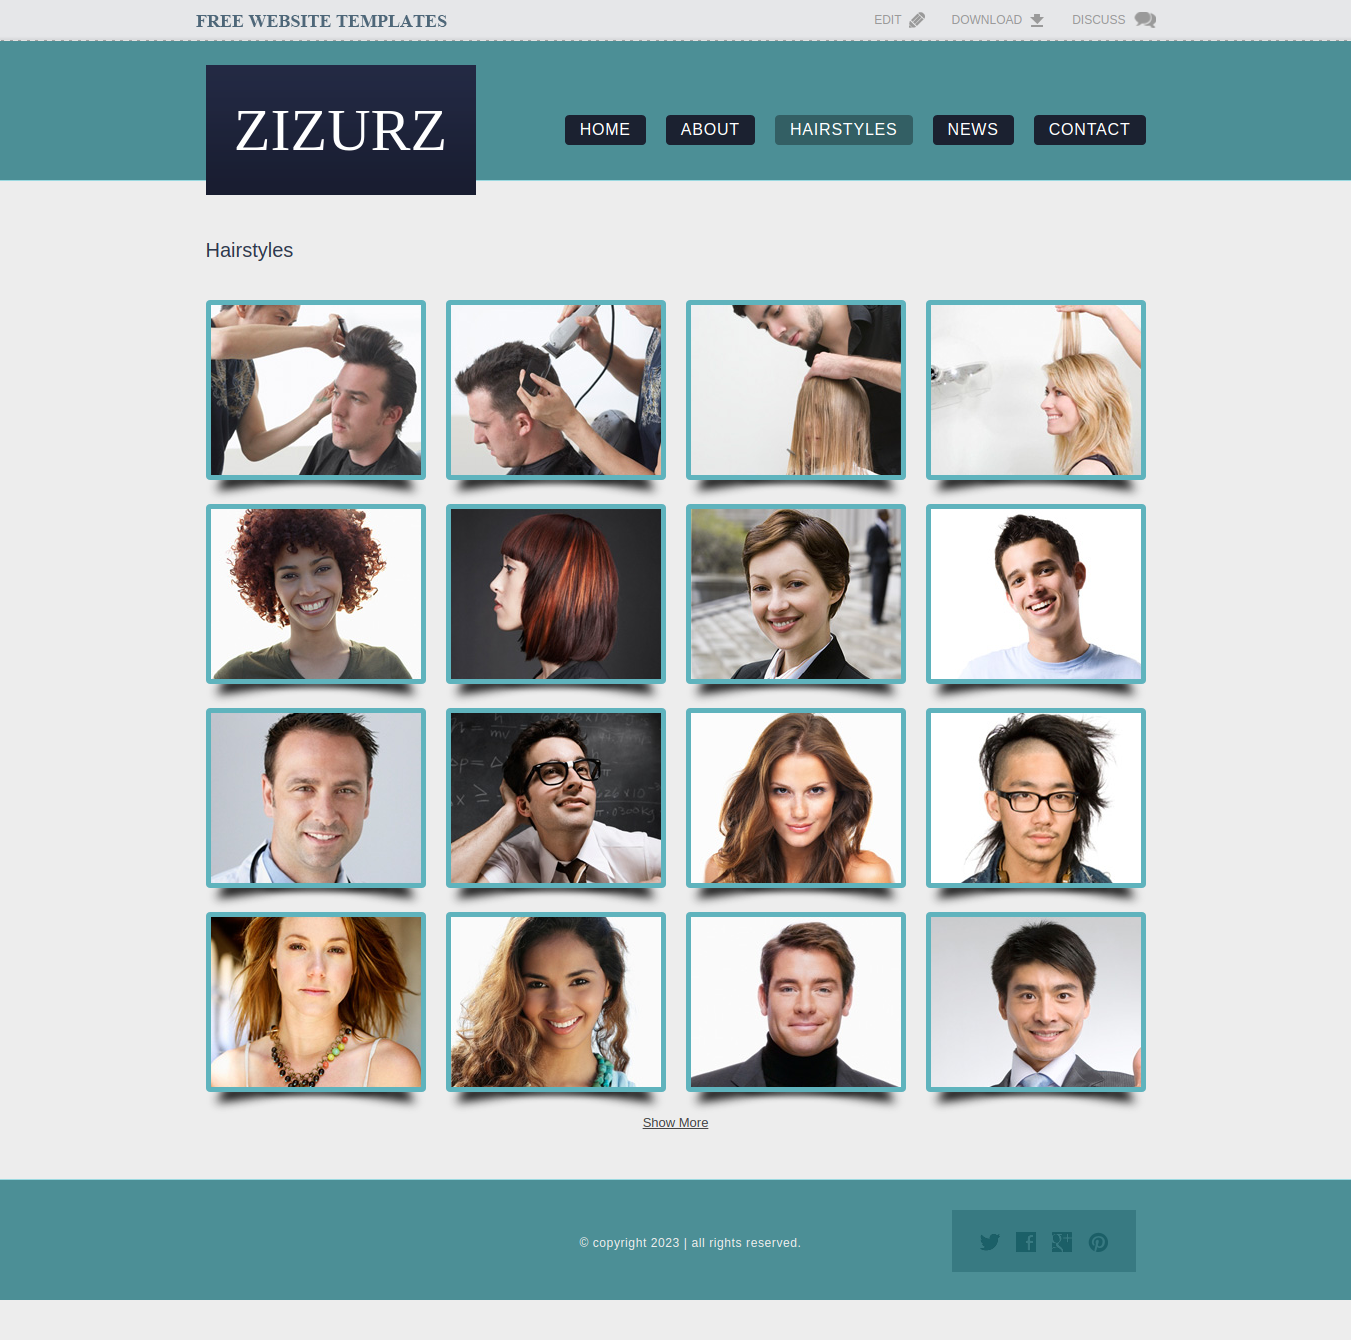 FREE WEBSITE TEMPLATES
EDIT
DOWNLOAD
DISCUSS
ZIZURZ
HOME
ABOUT
HAIRSTYLES
NEWS
CONTACT
Hairstyles
Show More
© copyright 2023 | all rights reserved.